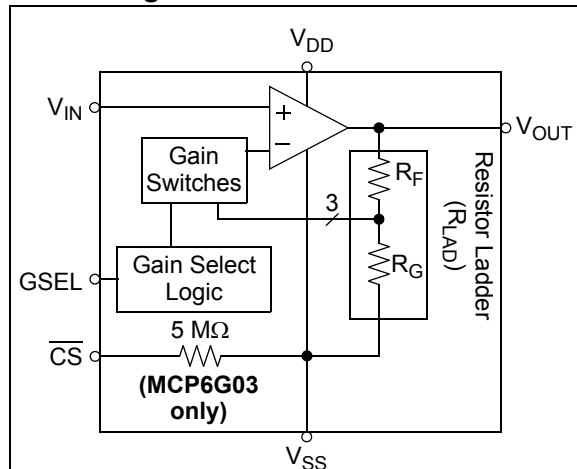 V_DD
V_IN
+
–
V_OUT
Gain
Switches
R_F
3
R_G
Resistor Ladder
(R_LAD)
GSEL
Gain Select
Logic
5 MΩ
C̅S̅
(MCP6G03
only)
V_SS